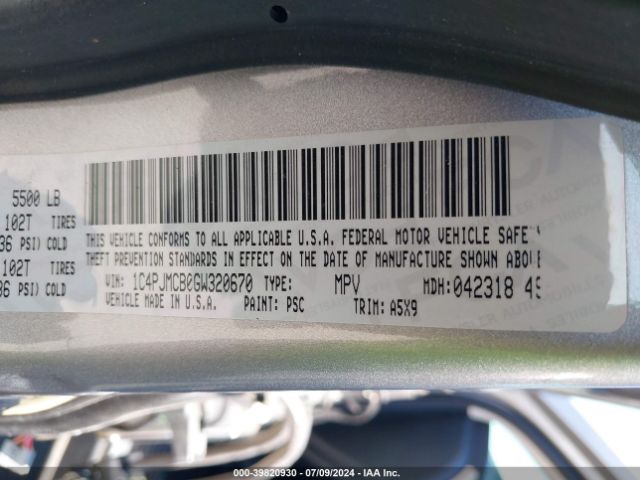 5500 LB
102T TIRES
36 PSI) COLD
102T TIRES
36 PSI) COLD
THIS VEHICLE CONFORMS TO ALL APPLICABLE U.S.A. FEDERAL MOTOR VEHICLE SAFE
THEFT PREVENTION STANDARDS IN EFFECT ON THE DATE OF MANUFACTURE SHOWN ABOV
VIN: 1C4PJMCB0GW320670 TYPE: MPV MDH: 042318 49
VEHICLE MADE IN U.S.A. PAINT: PSC TRIM: A5X9
000-39820930 - 07/09/2024 - IAA Inc.